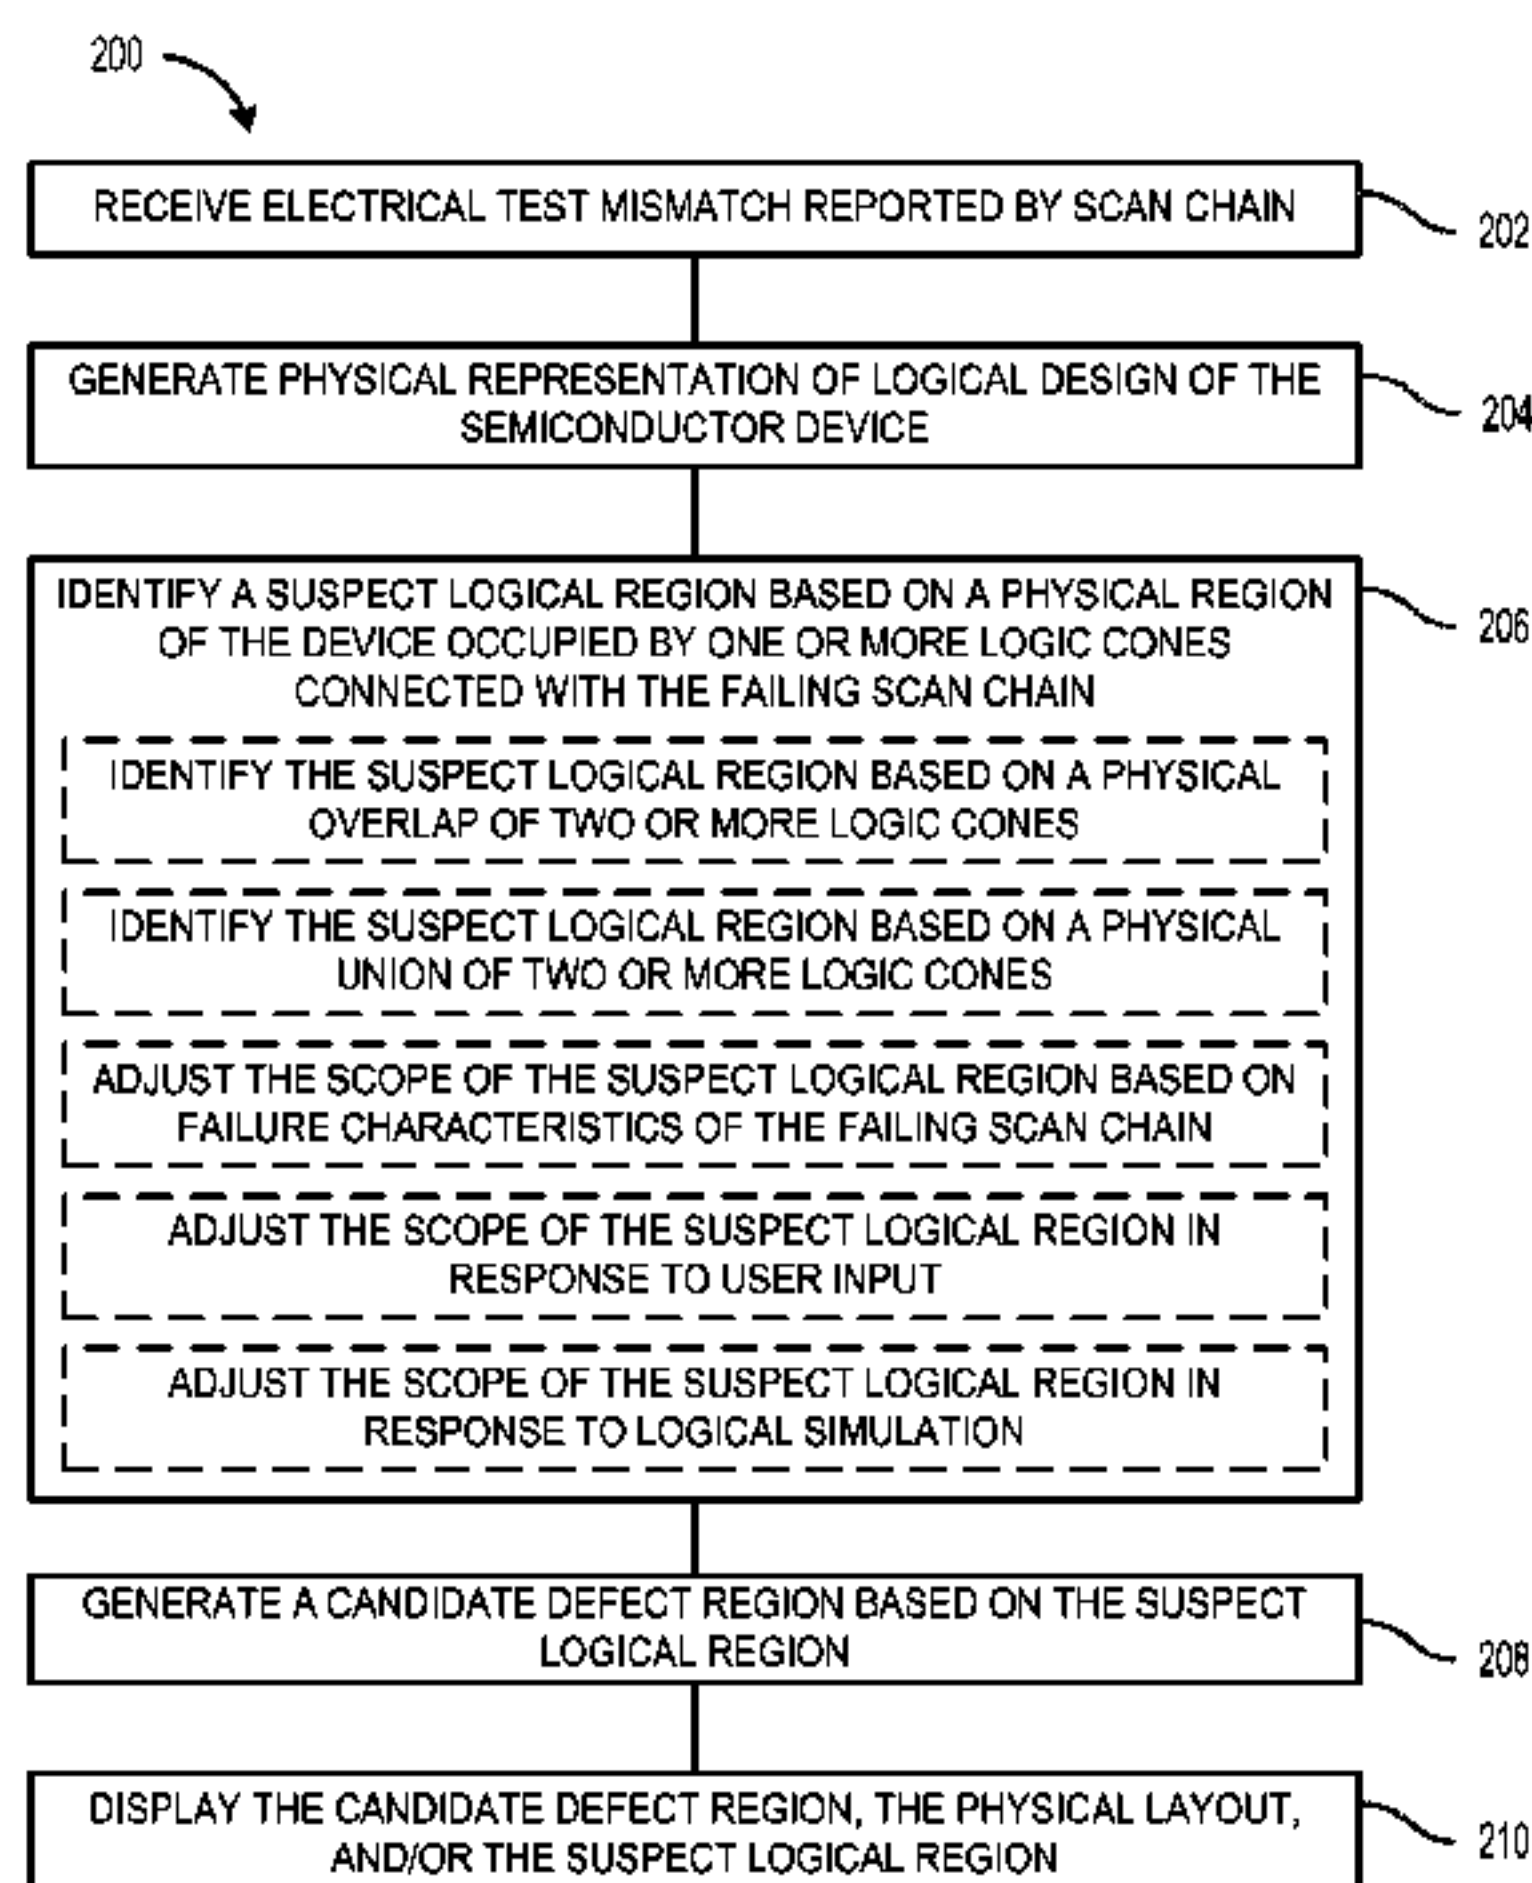 200
RECEIVE ELECTRICAL TEST MISMATCH REPORTED BY SCAN CHAIN
202
GENERATE PHYSICAL REPRESENTATION OF LOGICAL DESIGN OF THE
SEMICONDUCTOR DEVICE
204
IDENTIFY A SUSPECT LOGICAL REGION BASED ON A PHYSICAL REGION
OF THE DEVICE OCCUPIED BY ONE OR MORE LOGIC CONES
CONNECTED WITH THE FAILING SCAN CHAIN
206
IDENTIFY THE SUSPECT LOGICAL REGION BASED ON A PHYSICAL
OVERLAP OF TWO OR MORE LOGIC CONES
IDENTIFY THE SUSPECT LOGICAL REGION BASED ON A PHYSICAL
UNION OF TWO OR MORE LOGIC CONES
ADJUST THE SCOPE OF THE SUSPECT LOGICAL REGION BASED ON
FAILURE CHARACTERISTICS OF THE FAILING SCAN CHAIN
ADJUST THE SCOPE OF THE SUSPECT LOGICAL REGION IN
RESPONSE TO USER INPUT
ADJUST THE SCOPE OF THE SUSPECT LOGICAL REGION IN
RESPONSE TO LOGICAL SIMULATION
GENERATE A CANDIDATE DEFECT REGION BASED ON THE SUSPECT
LOGICAL REGION
208
DISPLAY THE CANDIDATE DEFECT REGION, THE PHYSICAL LAYOUT,
AND/OR THE SUSPECT LOGICAL REGION
210